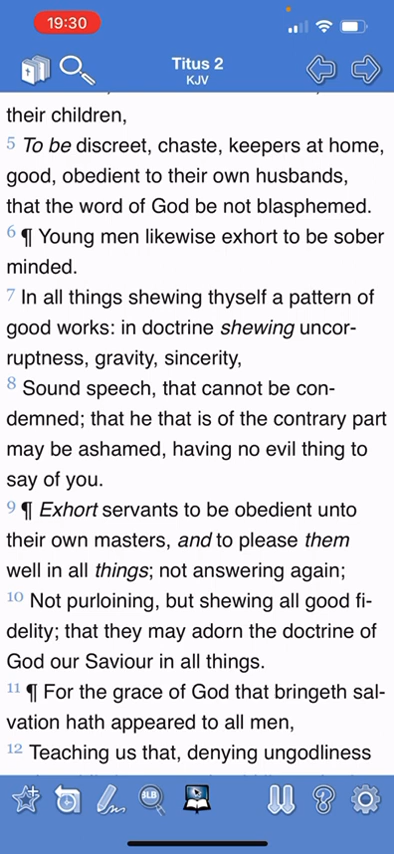 19:30
Titus 2
KJV
their children,
5 To be discreet, chaste, keepers at home,
good, obedient to their own husbands,
that the word of God be not blasphemed.
6 ¶ Young men likewise exhort to be sober
minded.
7 In all things shewing thyself a pattern of
good works: in doctrine shewing uncor-
ruptness, gravity, sincerity,
8 Sound speech, that cannot be con-
demned; that he that is of the contrary part
may be ashamed, having no evil thing to
say of you.
9 ¶ Exhort servants to be obedient unto
their own masters, and to please them
well in all things; not answering again;
10 Not purloining, but shewing all good fi-
delity; that they may adorn the doctrine of
God our Saviour in all things.
11 ¶ For the grace of God that bringeth sal-
vation hath appeared to all men,
12 Teaching us that, denying ungodliness